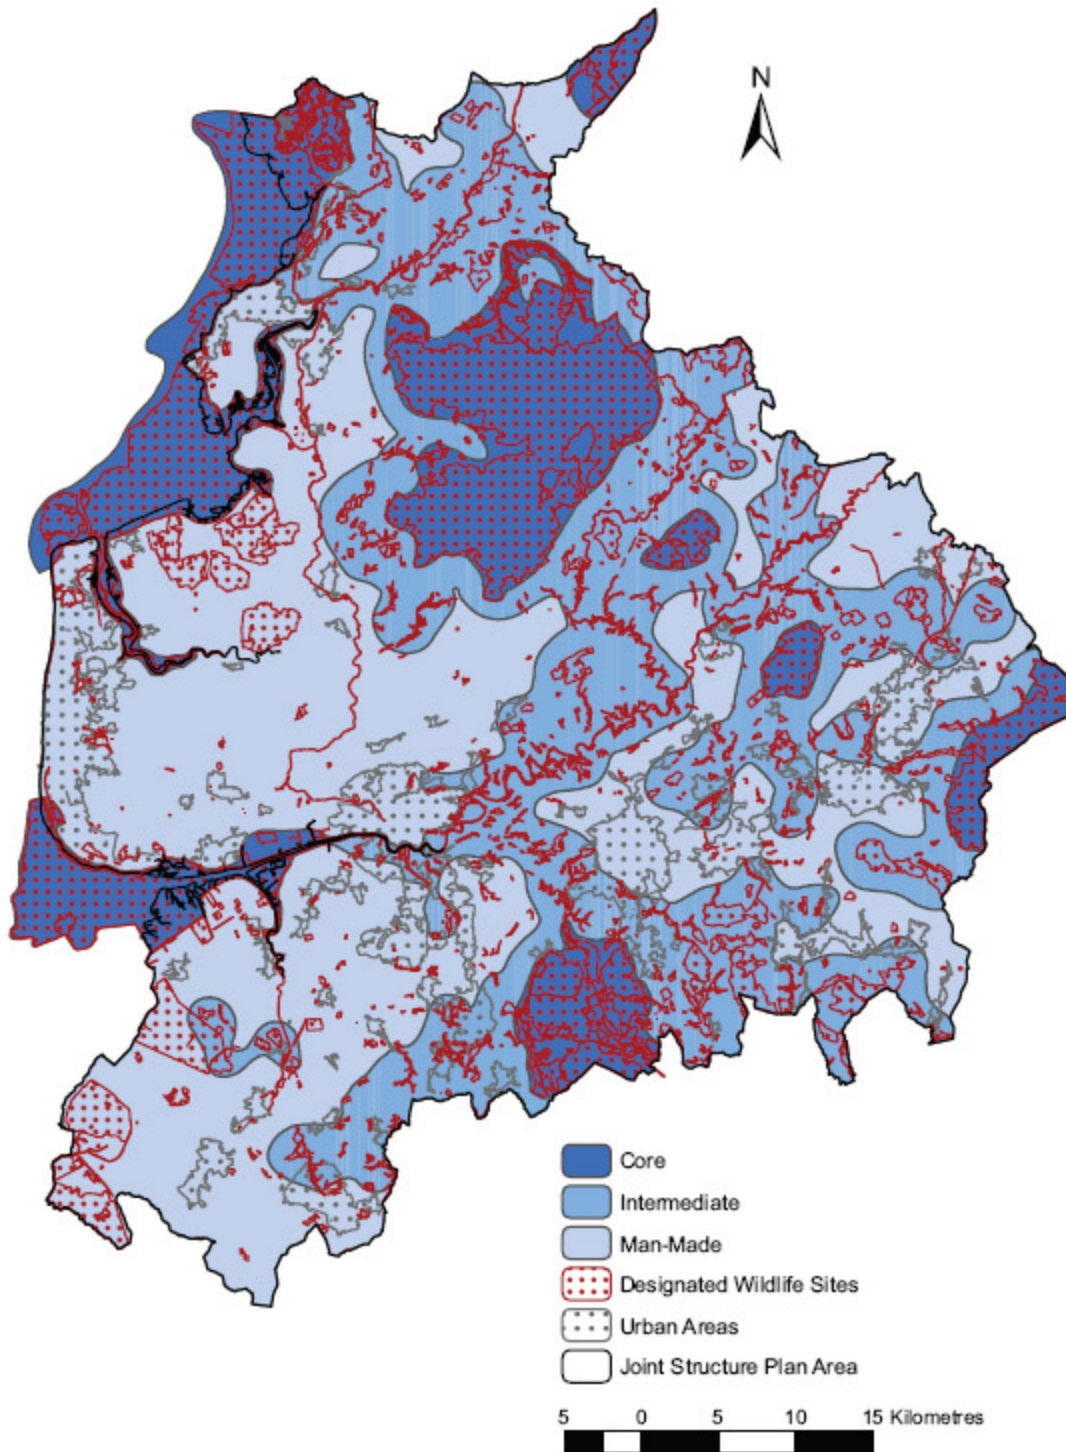 N
Core
Intermediate
Man-Made
Designated Wildlife Sites
Urban Areas
Joint Structure Plan Area
5 0 5 10 15 Kilometres